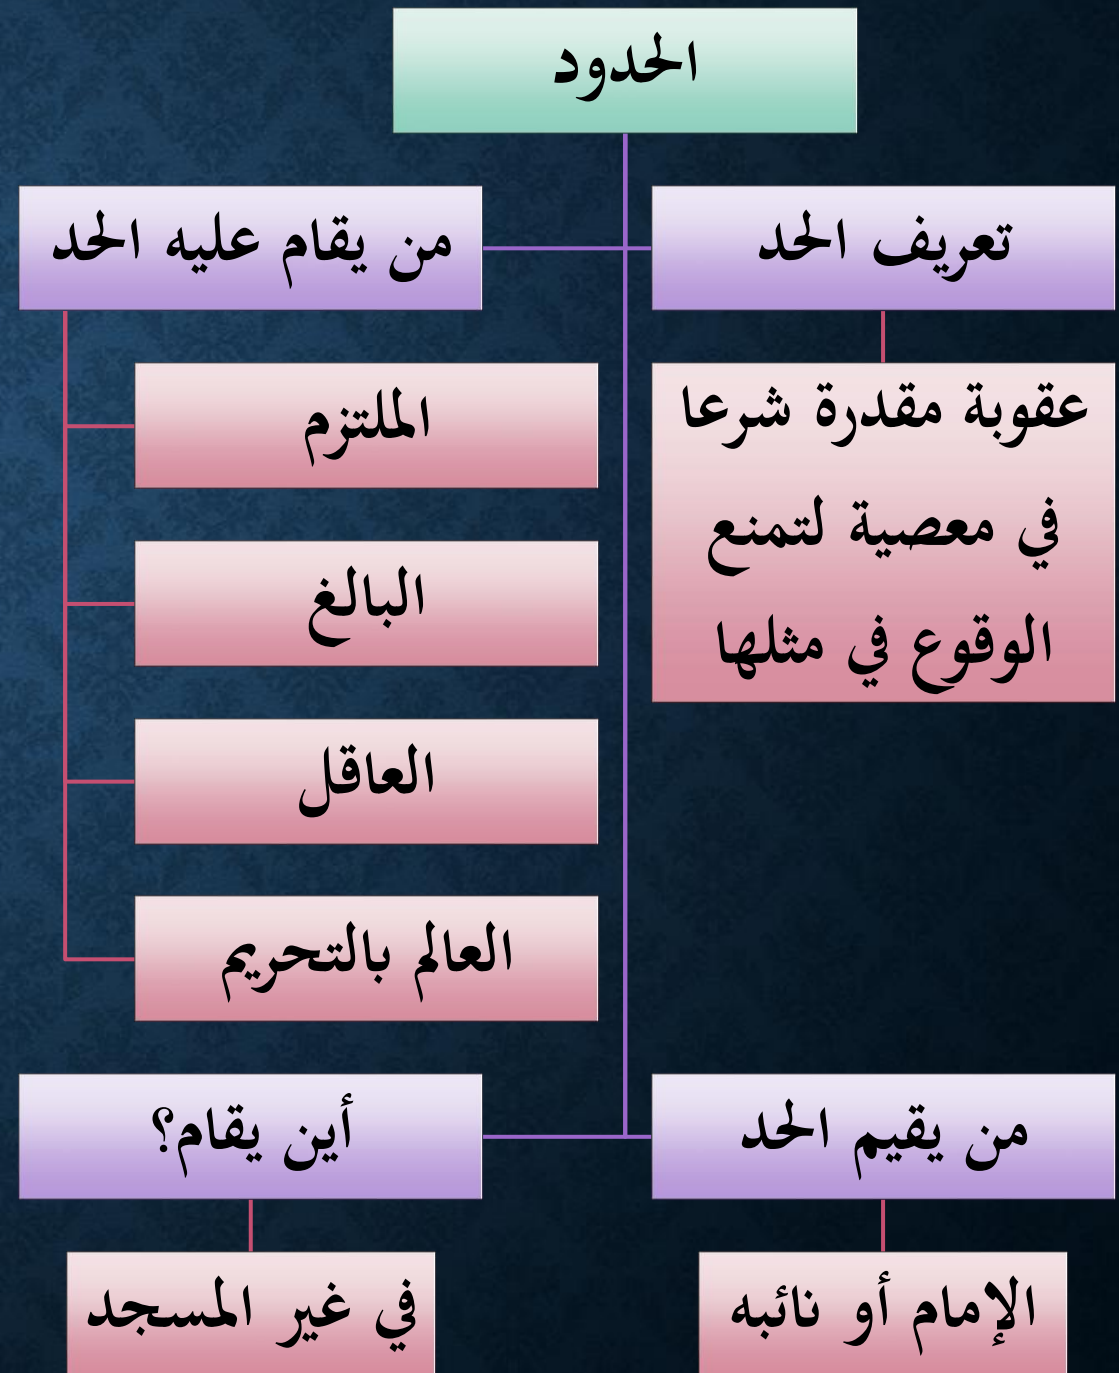 الحدود
تعريف الحد
عقوبة مقدرة شرعا
في معصية لتمنع
الوقوع في مثلها
من يقام عليه الحد
الملتزم
البالغ
العاقل
العالم بالتحريم
من يقيم الحد
الإمام أو نائبه
أين يقام؟
في غير المسجد